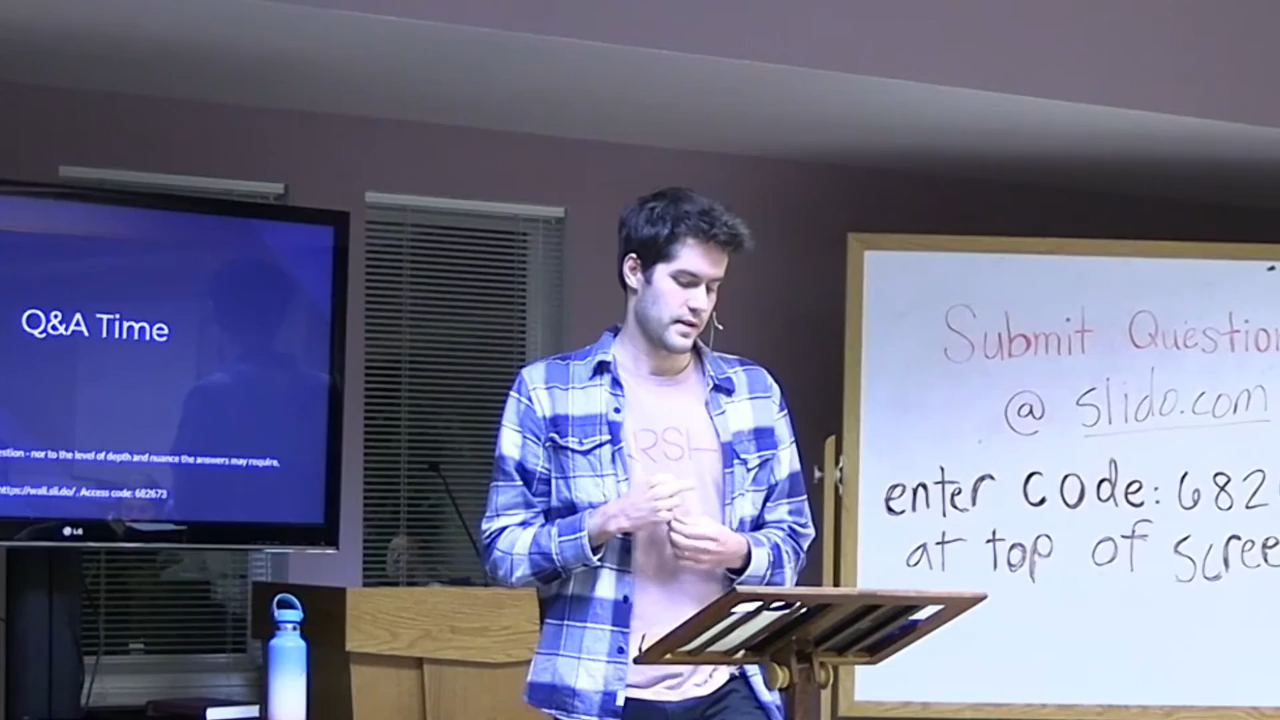 Q&A Time
estion - nor to the level of depth and nuance the answers may require.
https://wall.sli.do/. Access code: 682673
LG
ARSH
Submit Question
@ slido.com
enter code: 682
at top of scree